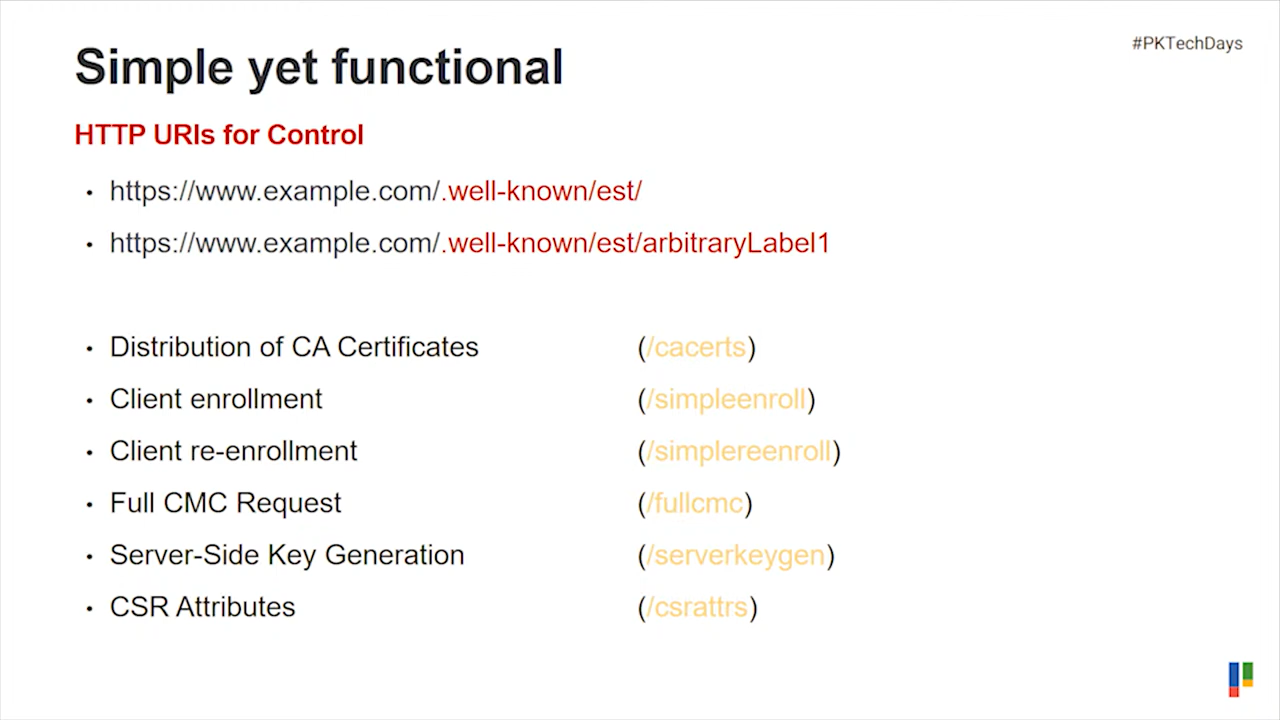 #PKTechDays
Simple yet functional
HTTP URIs for Control
• https://www.example.com/.well-known/est/
• https://www.example.com/.well-known/est/arbitraryLabel1
• Distribution of CA Certificates (/cacerts)
• Client enrollment (/simpleenroll)
• Client re-enrollment (/simplereenroll)
• Full CMC Request (/fullcmc)
• Server-Side Key Generation (/serverkeygen)
• CSR Attributes (/csrattrs)